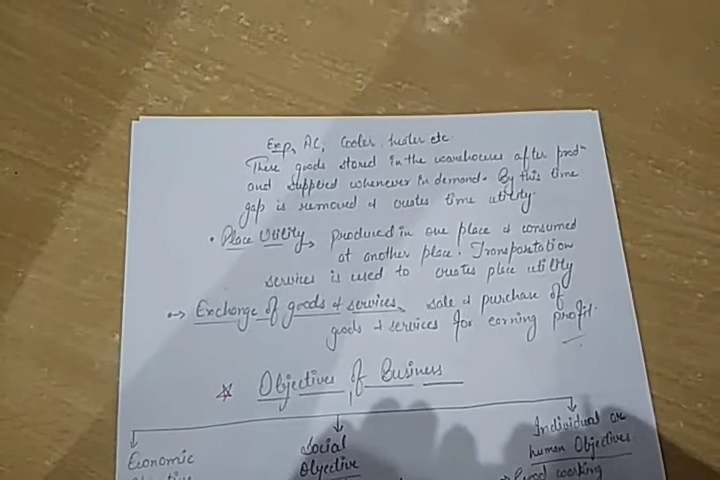 Exp, AC, Cooler, heater etc
These goods stored in the warehouses after prodⁿ
and supplied whenever in demand. By this time
gap is removed & creates time utility.
• Place Utility → produced in one place & consumed
at another place. Transportation
services is used to creates place utility
→ Exchange of goods & services, sale & purchase of
goods & services for earning profit.
☆ Objectives of Business
Economic
Social
Objective
Individual or
human Objectives
→ Good working